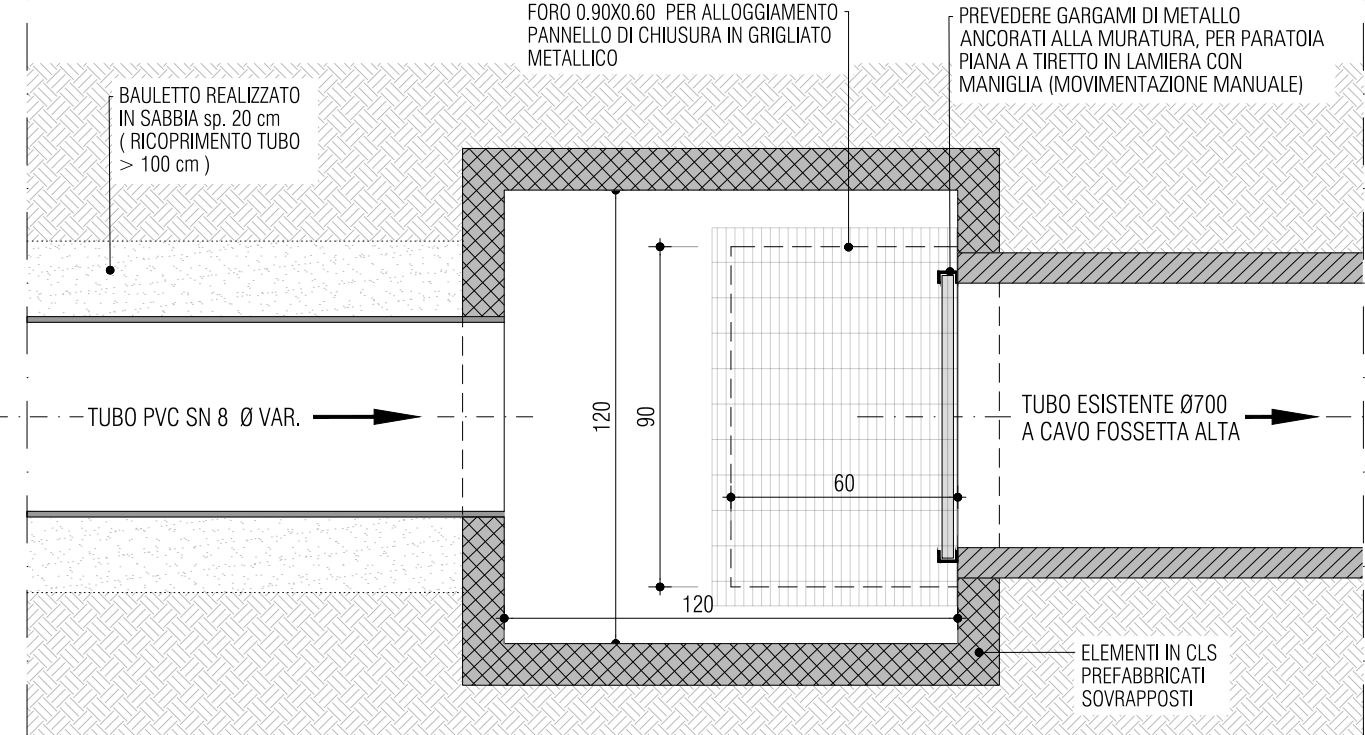 FORO 0.90X0.60 PER ALLOGGIAMENTO
PANNELLO DI CHIUSURA IN GRIGLIATO
METALLICO
PREVEDERE GARGAMI DI METALLO
ANCORATI ALLA MURATURA, PER PARATOIA
PIANA A TIRETTO IN LAMIERA CON
MANIGLIA (MOVIMENTAZIONE MANUALE)
BAULETTO REALIZZATO
IN SABBIA sp. 20 cm
( RICOPRIMENTO TUBO
> 100 cm )
TUBO PVC SN 8 Ø VAR.
120
90
60
120
TUBO ESISTENTE Ø700
A CAVO FOSSETTA ALTA
ELEMENTI IN CLS
PREFABBRICATI
SOVRAPPOSTI